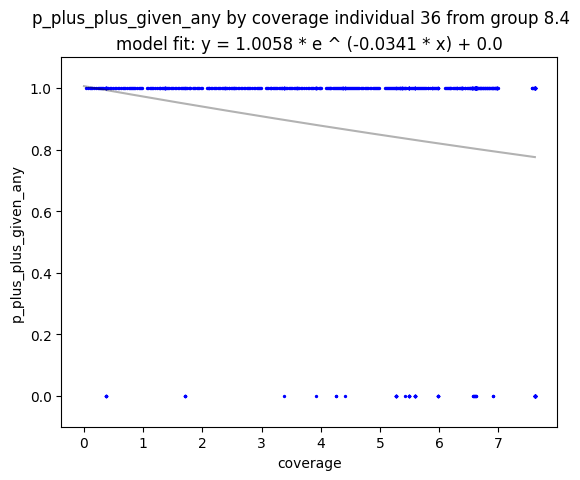 p_plus_plus_given_any by coverage individual 36 from group 8.4
model fit: y = 1.0058 * e ^ (-0.0341 * x) + 0.0
1.0
0.8
0.6
0.4
0.2
0.0
p_plus_plus_given_any
0 1 2 3 4 5 6 7
coverage